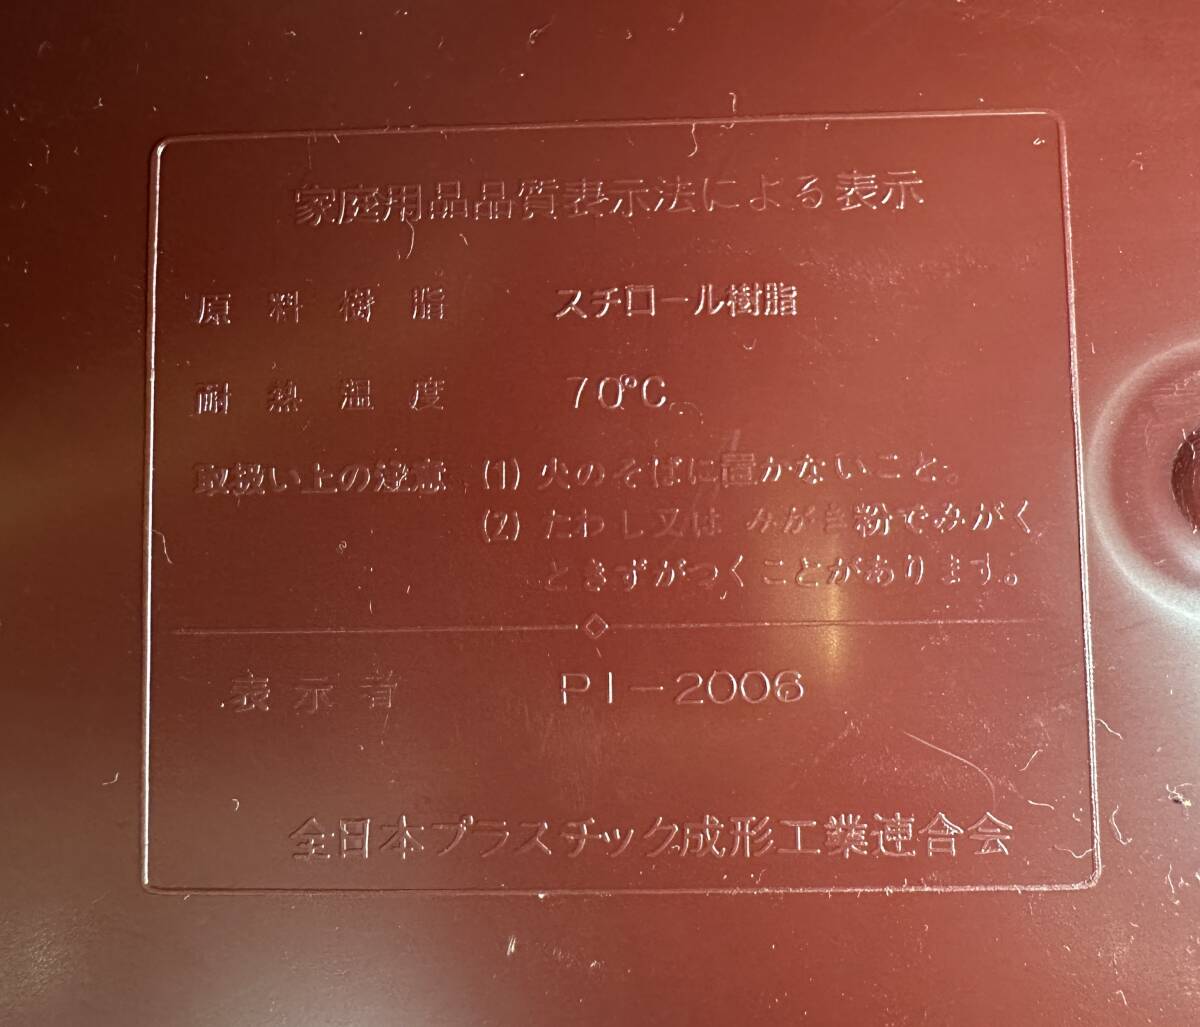 家庭用品品質表示法による表示
原料樹脂 スチロール樹脂
耐熱温度 70℃
取扱い上の注意 (1) 火のそばに置かないこと。
(2) たわし又は みがき粉でみがく
ときずがつくことがあります。
表示者 PI-2006
全日本プラスチック成形工業連合会